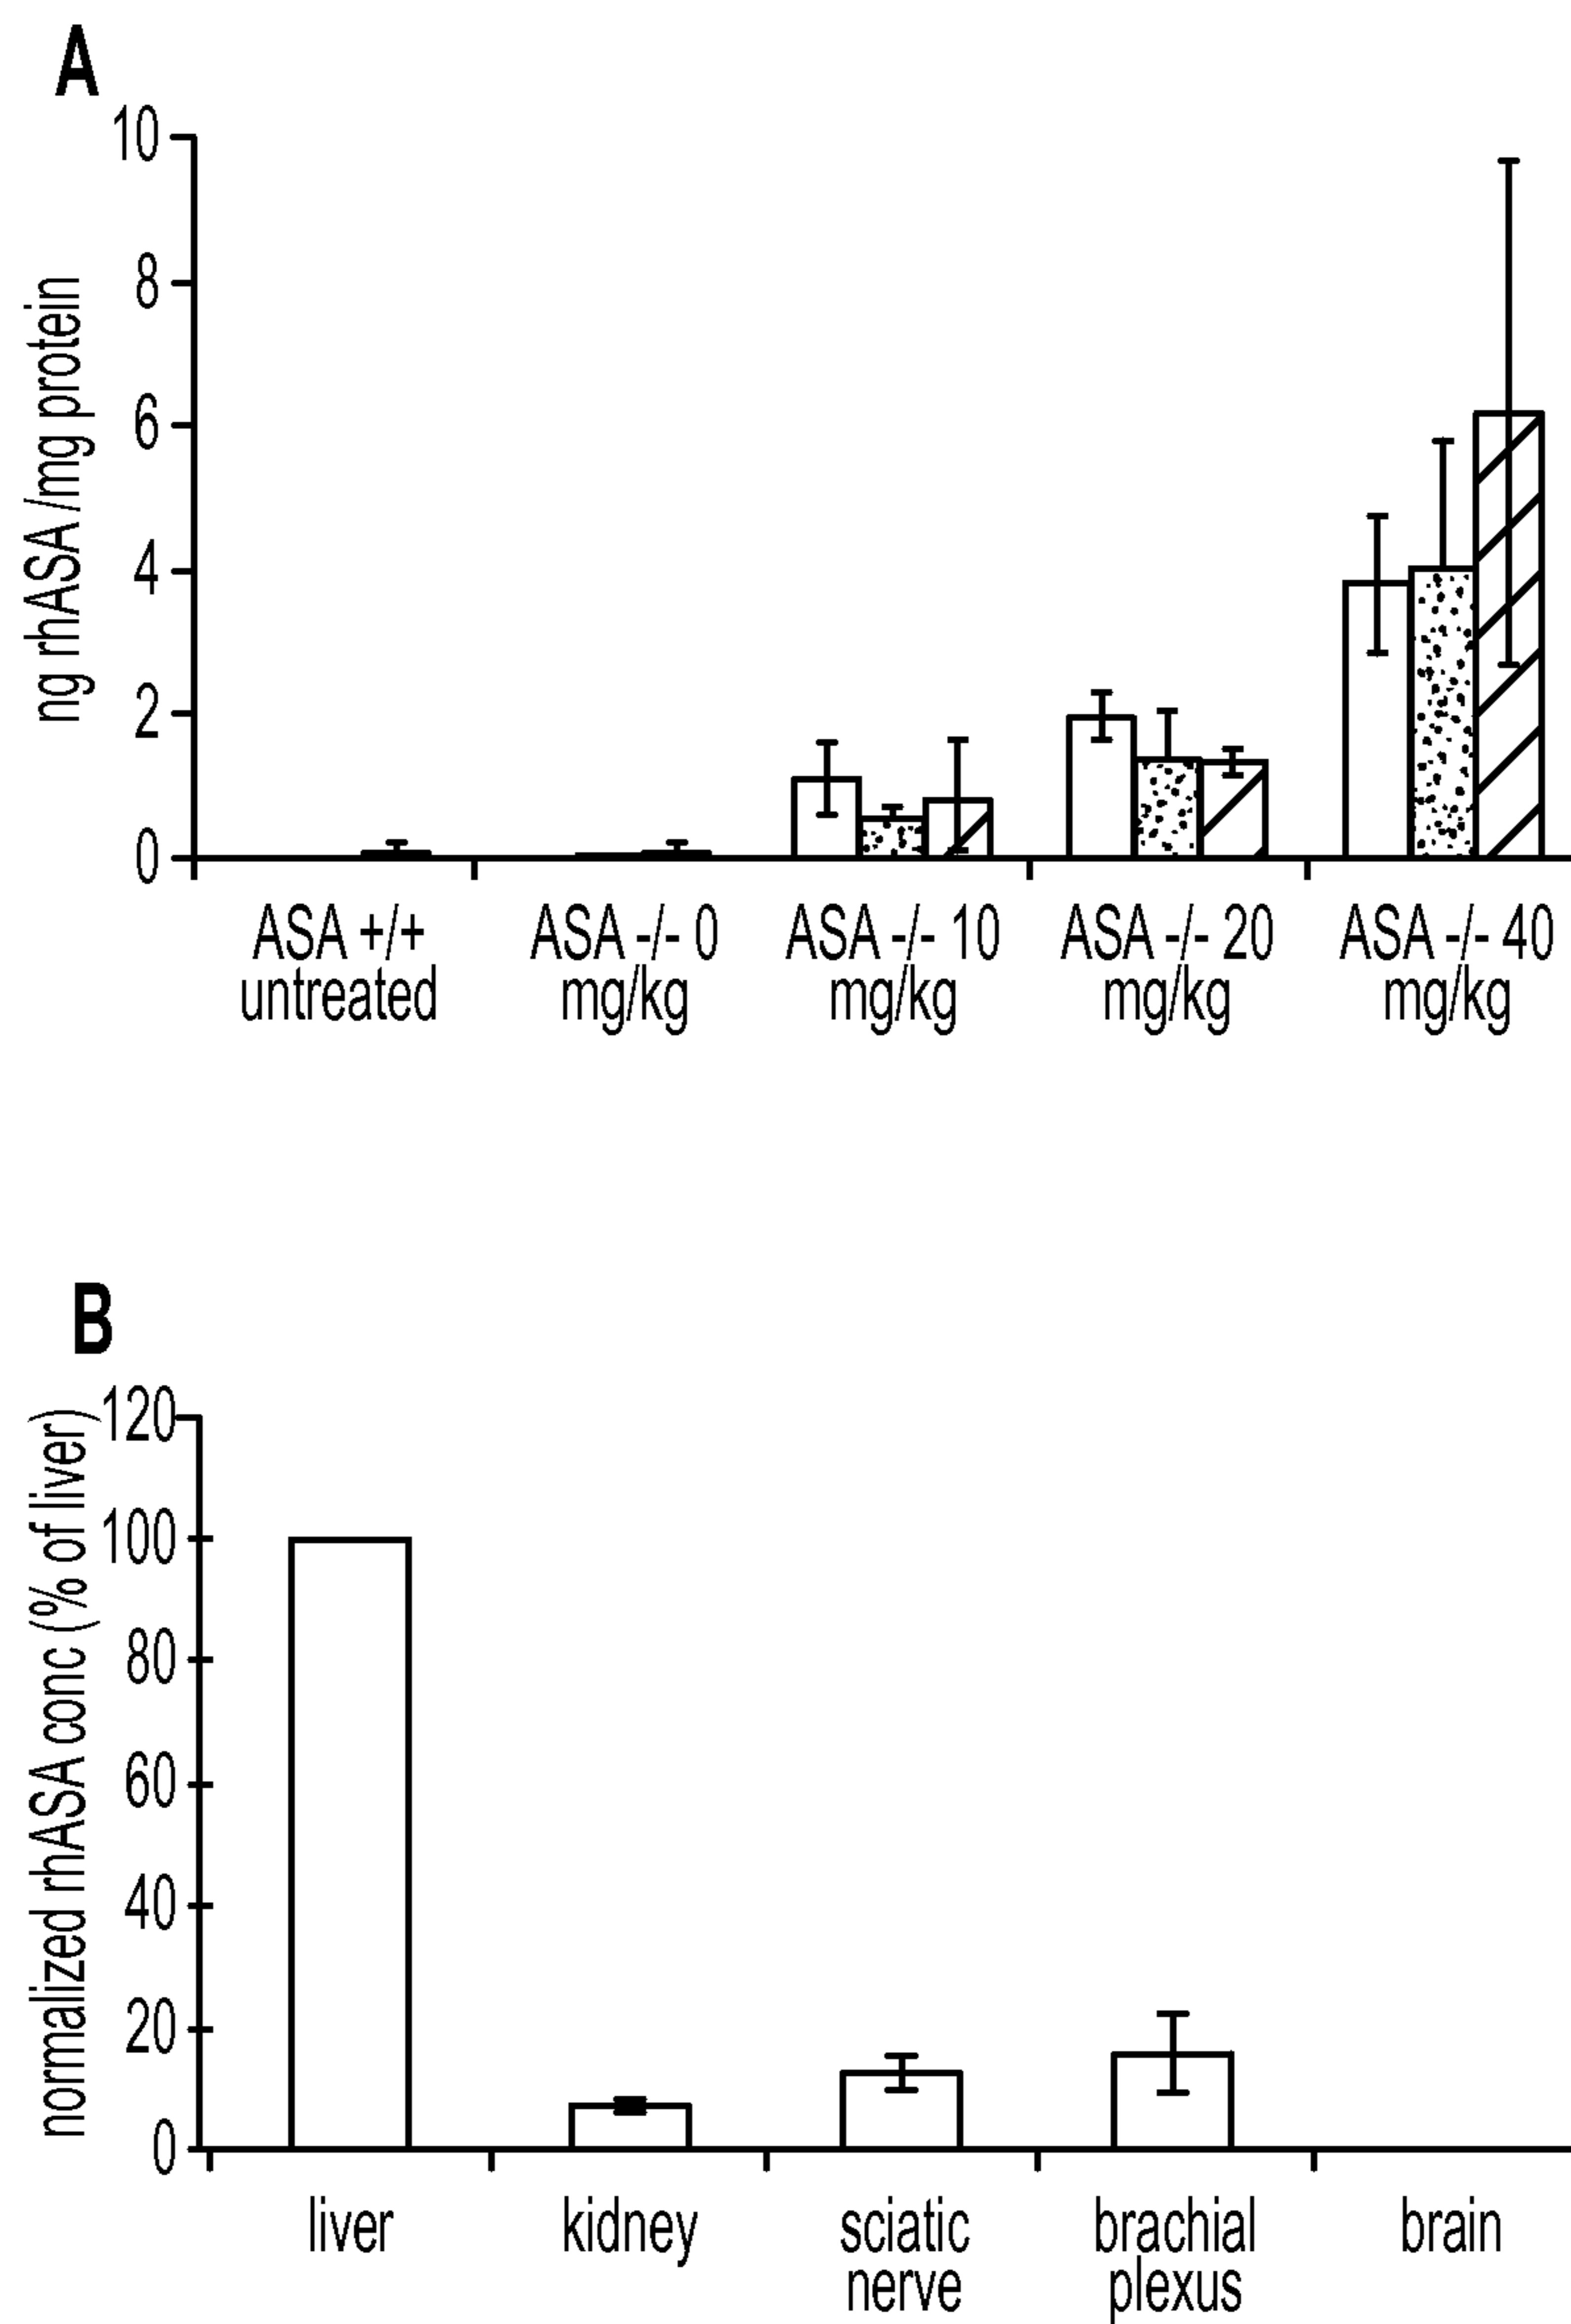 A
10
8
6
4
2
0
ng rhASA /mg protein
ASA +/+
untreated
ASA -/- 0
mg/kg
ASA -/- 10
mg/kg
ASA -/- 20
mg/kg
ASA -/- 40
mg/kg
B
120
100
80
60
40
20
0
normalized rhASA conc (% of liver)
liver
kidney
sciatic
nerve
brachial
plexus
brain